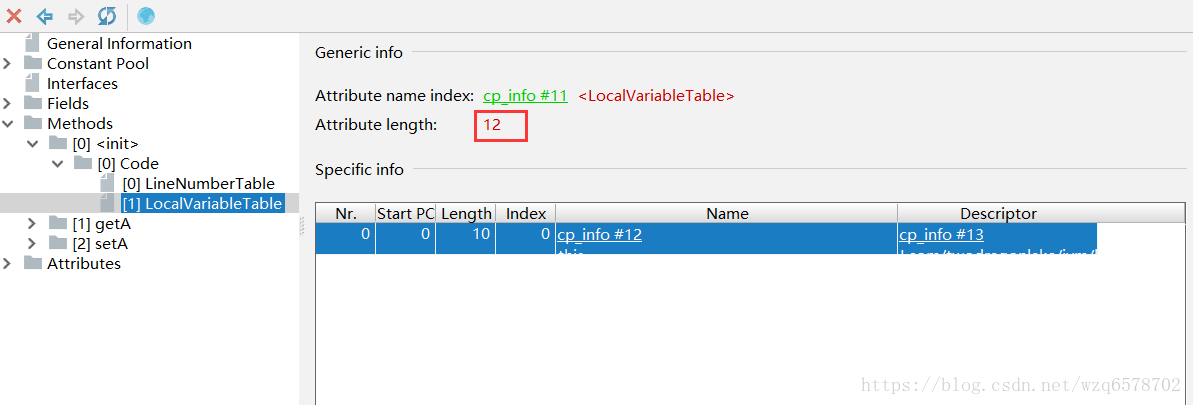 General Information
Constant Pool
Interfaces
Fields
Methods
[0] <init>
[0] Code
[0] LineNumberTable
[1] LocalVariableTable
[1] getA
[2] setA
Attributes
Generic info
Attribute name index: cp_info #11 <LocalVariableTable>
Attribute length: 12
Specific info
Nr. Start PC Length Index Name Descriptor
0 0 10 0 cp_info #12 cp_info #13
https://blog.csdn.net/wzq6578702